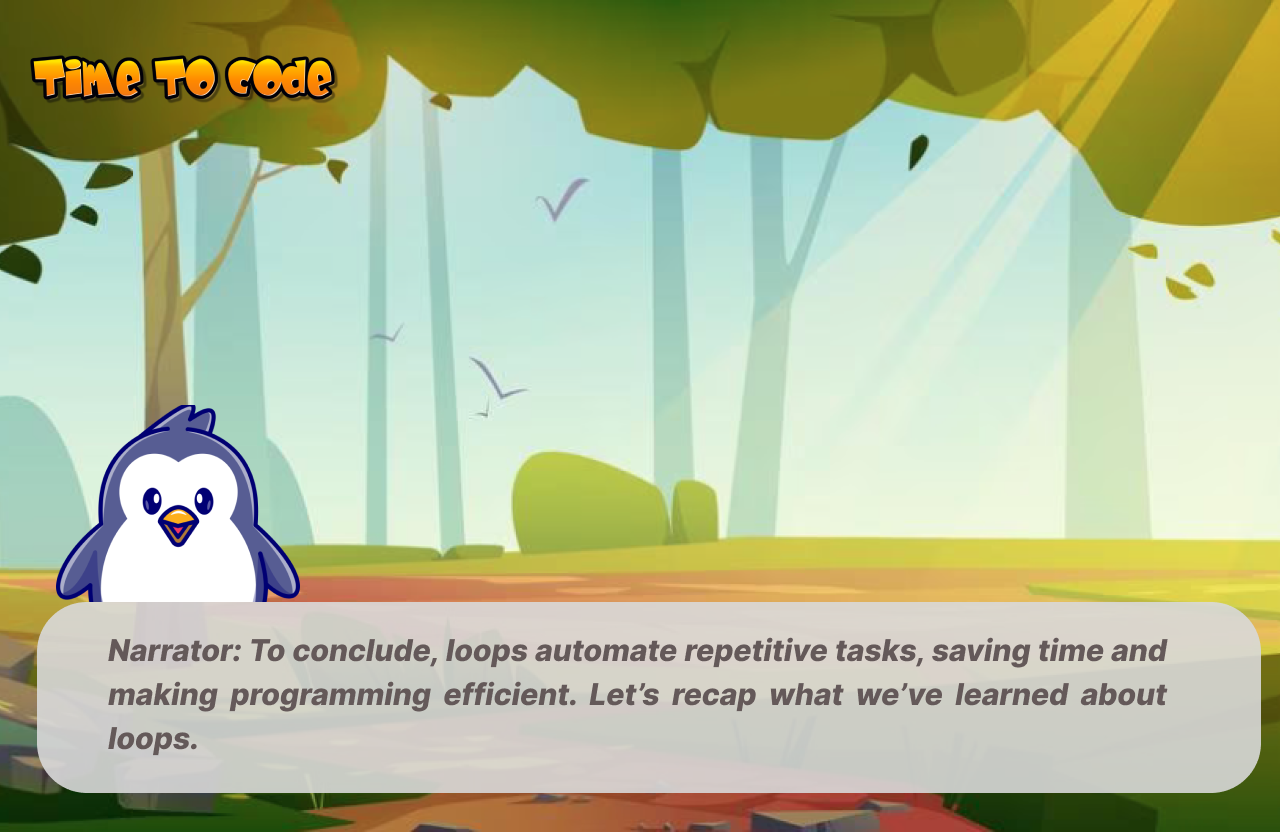 Time To Code
Narrator: To conclude, loops automate repetitive tasks, saving time and
making programming efficient. Let’s recap what we’ve learned about
loops.